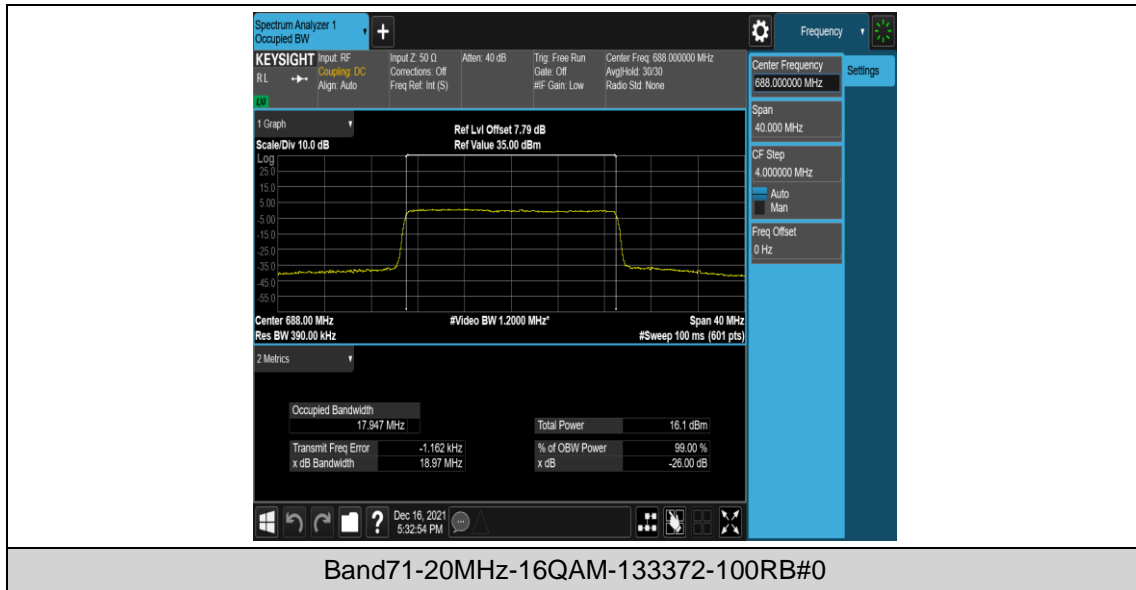 Spectrum Analyzer 1
Occupied BW
+
Frequency
KEYSIGHT
RL
Input: RF
Coupling: DC
Align: Auto
Input Z: 50 Ω
Corrections: Off
Freq Ref: Int (S)
Atten: 40 dB
Trig: Free Run
Gate: Off
#IF Gain: Low
Center Freq: 688.000000 MHz
Avg|Hold: 30/30
Radio Std: None
Center Frequency
688.000000 MHz
Settings
Span
40.000 MHz
CF Step
4.000000 MHz
Auto
Man
Freq Offset
0 Hz
1 Graph
Scale/Div 10.0 dB
Ref Lvl Offset 7.79 dB
Ref Value 35.00 dBm
Log
25.0
15.0
5.00
-5.00
-15.0
-25.0
-35.0
-45.0
-55.0
Center 688.00 MHz
Res BW 390.00 kHz
#Video BW 1.2000 MHz*
Span 40 MHz
#Sweep 100 ms (601 pts)
2 Metrics
Occupied Bandwidth
17.947 MHz
Total Power 16.1 dBm
Transmit Freq Error -1.162 kHz
% of OBW Power 99.00 %
x dB Bandwidth 18.97 MHz
x dB -26.00 dB
?
Dec 16, 2021
5:32:54 PM
Band71-20MHz-16QAM-133372-100RB#0